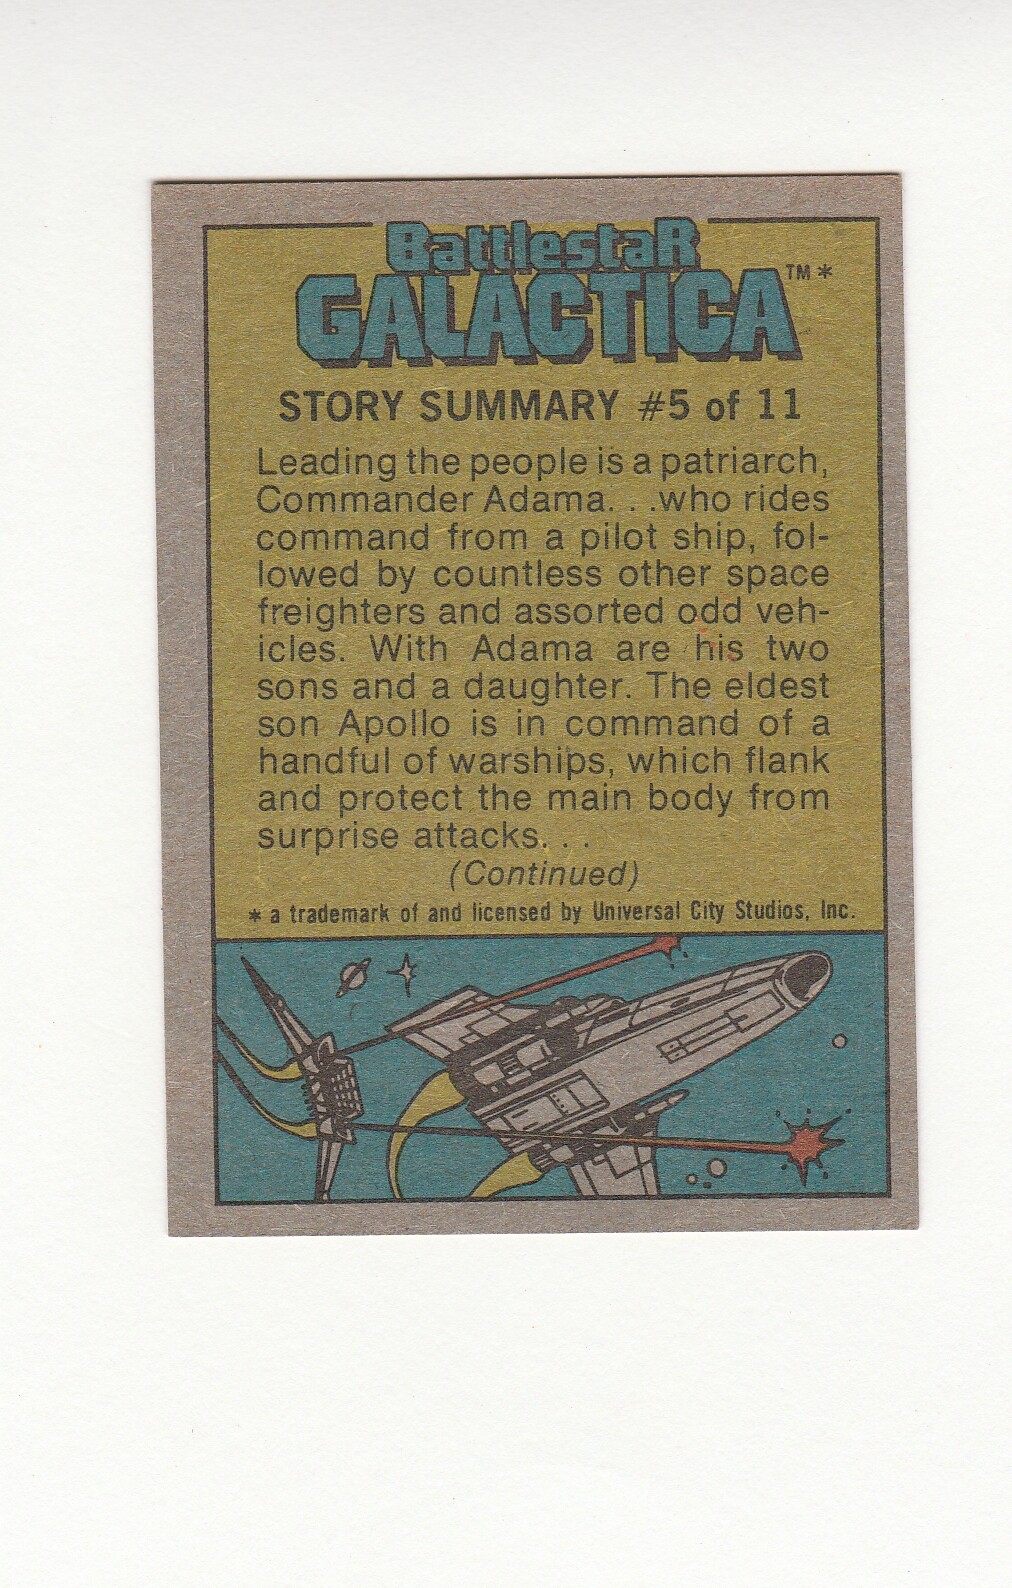 BattlestaR
GALACTICA™*
STORY SUMMARY #5 of 11
Leading the people is a patriarch,
Commander Adama. . .who rides
command from a pilot ship, fol-
lowed by countless other space
freighters and assorted odd veh-
icles. With Adama are his two
sons and a daughter. The eldest
son Apollo is in command of a
handful of warships, which flank
and protect the main body from
surprise attacks. . .
(Continued)
* a trademark of and licensed by Universal City Studios, Inc.